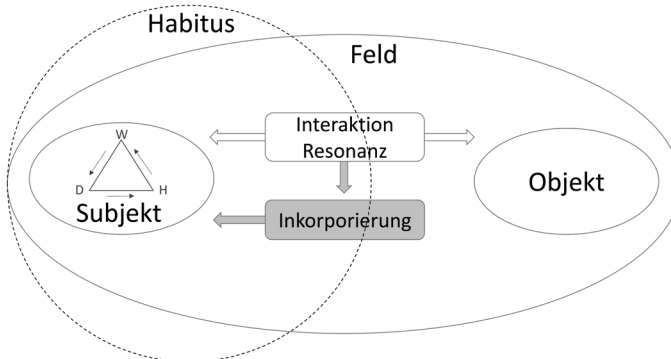 Habitus
Feld
Interaktion
Resonanz
W
D
H
Subjekt
Objekt
Inkorporierung